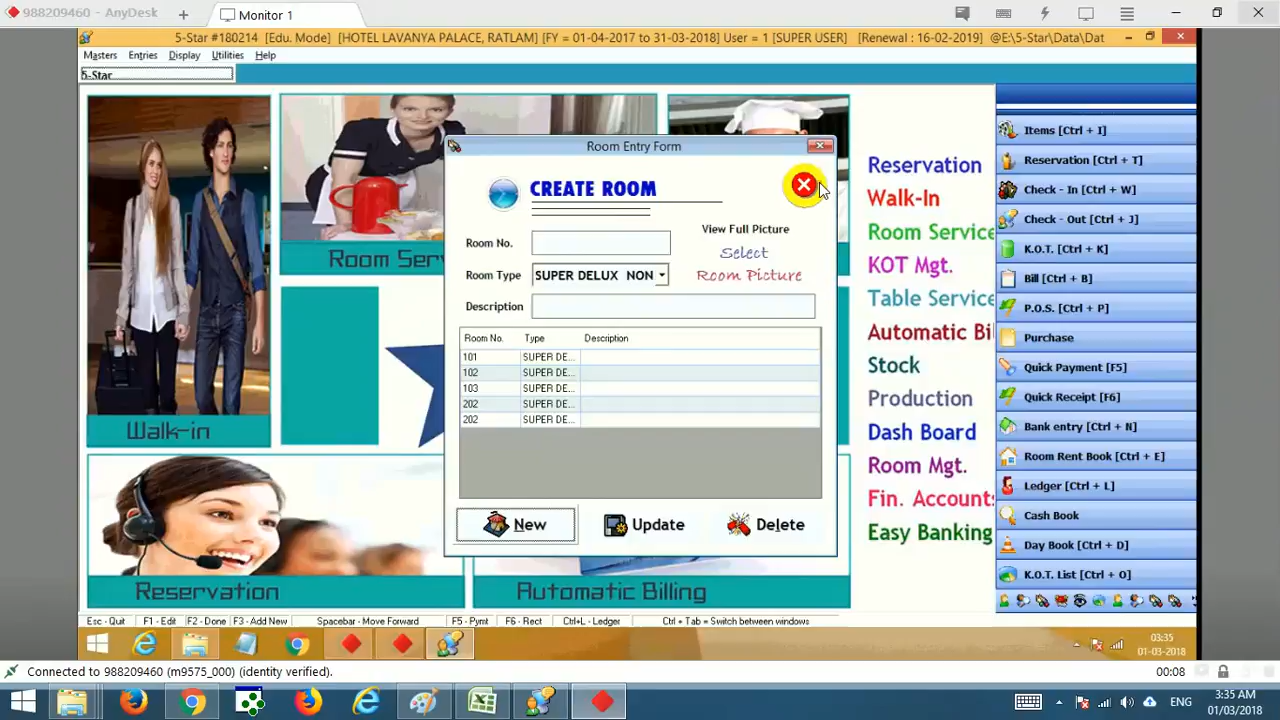 988209460 - AnyDesk
Monitor 1
5-Star #180214 [Edu. Mode] [HOTEL LAVANYA PALACE, RATLAM] [FY = 01-04-2017 to 31-03-2018] User = 1 [SUPER USER] [Renewal : 16-02-2019] @E:\5-Star\Data\Dat
Masters Entries Display Utilities Help
5-Star
Room Entry Form
CREATE ROOM
View Full Picture
Room No.
Select
Room Type SUPER DELUX NON
Room Picture
Description
Room No. Type Description
101 SUPER DE...
102 SUPER DE...
103 SUPER DE...
202 SUPER DE...
202 SUPER DE...
New Update Delete
Room Ser
Walk-in
Reservation
Automatic Billing
Reservation
Walk-In
Room Service
KOT Mgt.
Table Service
Automatic Bi
Stock
Production
Dash Board
Room Mgt.
Fin. Accounts
Easy Banking
Items [Ctrl + I]
Reservation [Ctrl + T]
Check - In [Ctrl + W]
Check - Out [Ctrl + J]
K.O.T. [Ctrl + K]
Bill [Ctrl + B]
P.O.S. [Ctrl + P]
Purchase
Quick Payment [F5]
Quick Receipt [F6]
Bank entry [Ctrl + N]
Room Rent Book [Ctrl + E]
Ledger [Ctrl + L]
Cash Book
Day Book [Ctrl + D]
K.O.T. List [Ctrl + O]
Esc - Quit F1 - Edit F2 - Done F3 - Add New Spacebar - Move Forward F5 - Pymt F6 - Rect Ctrl+L - Ledger Ctrl + Tab = Switch between windows
03:35
01-03-2018
Connected to 988209460 (m9575_000) (identity verified).
00:08
ENG
3:35 AM
01/03/2018